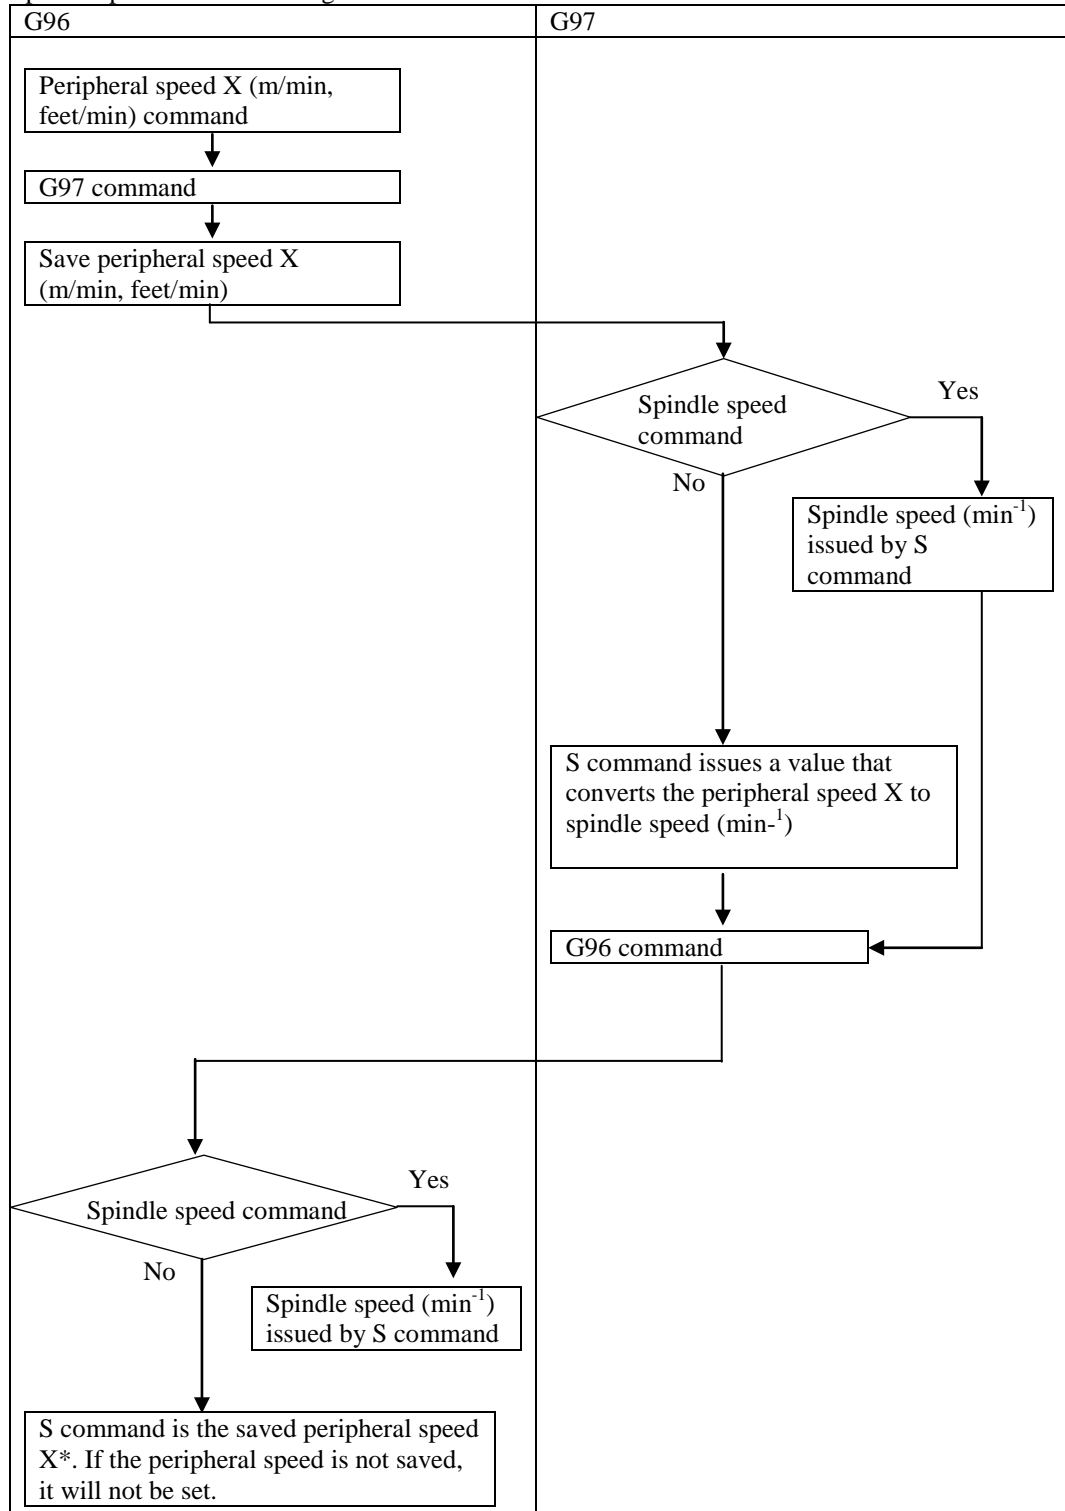 G96
G97
Peripheral speed X (m/min,
feet/min) command
G97 command
Save peripheral speed X
(m/min, feet/min)
Spindle speed
command
Yes
No
Spindle speed (min-1)
issued by S
command
S command issues a value that
converts the peripheral speed X to
spindle speed (min-1)
G96 command
Spindle speed command
Yes
No
Spindle speed (min-1)
issued by S command
S command is the saved peripheral speed
X*. If the peripheral speed is not saved,
it will not be set.